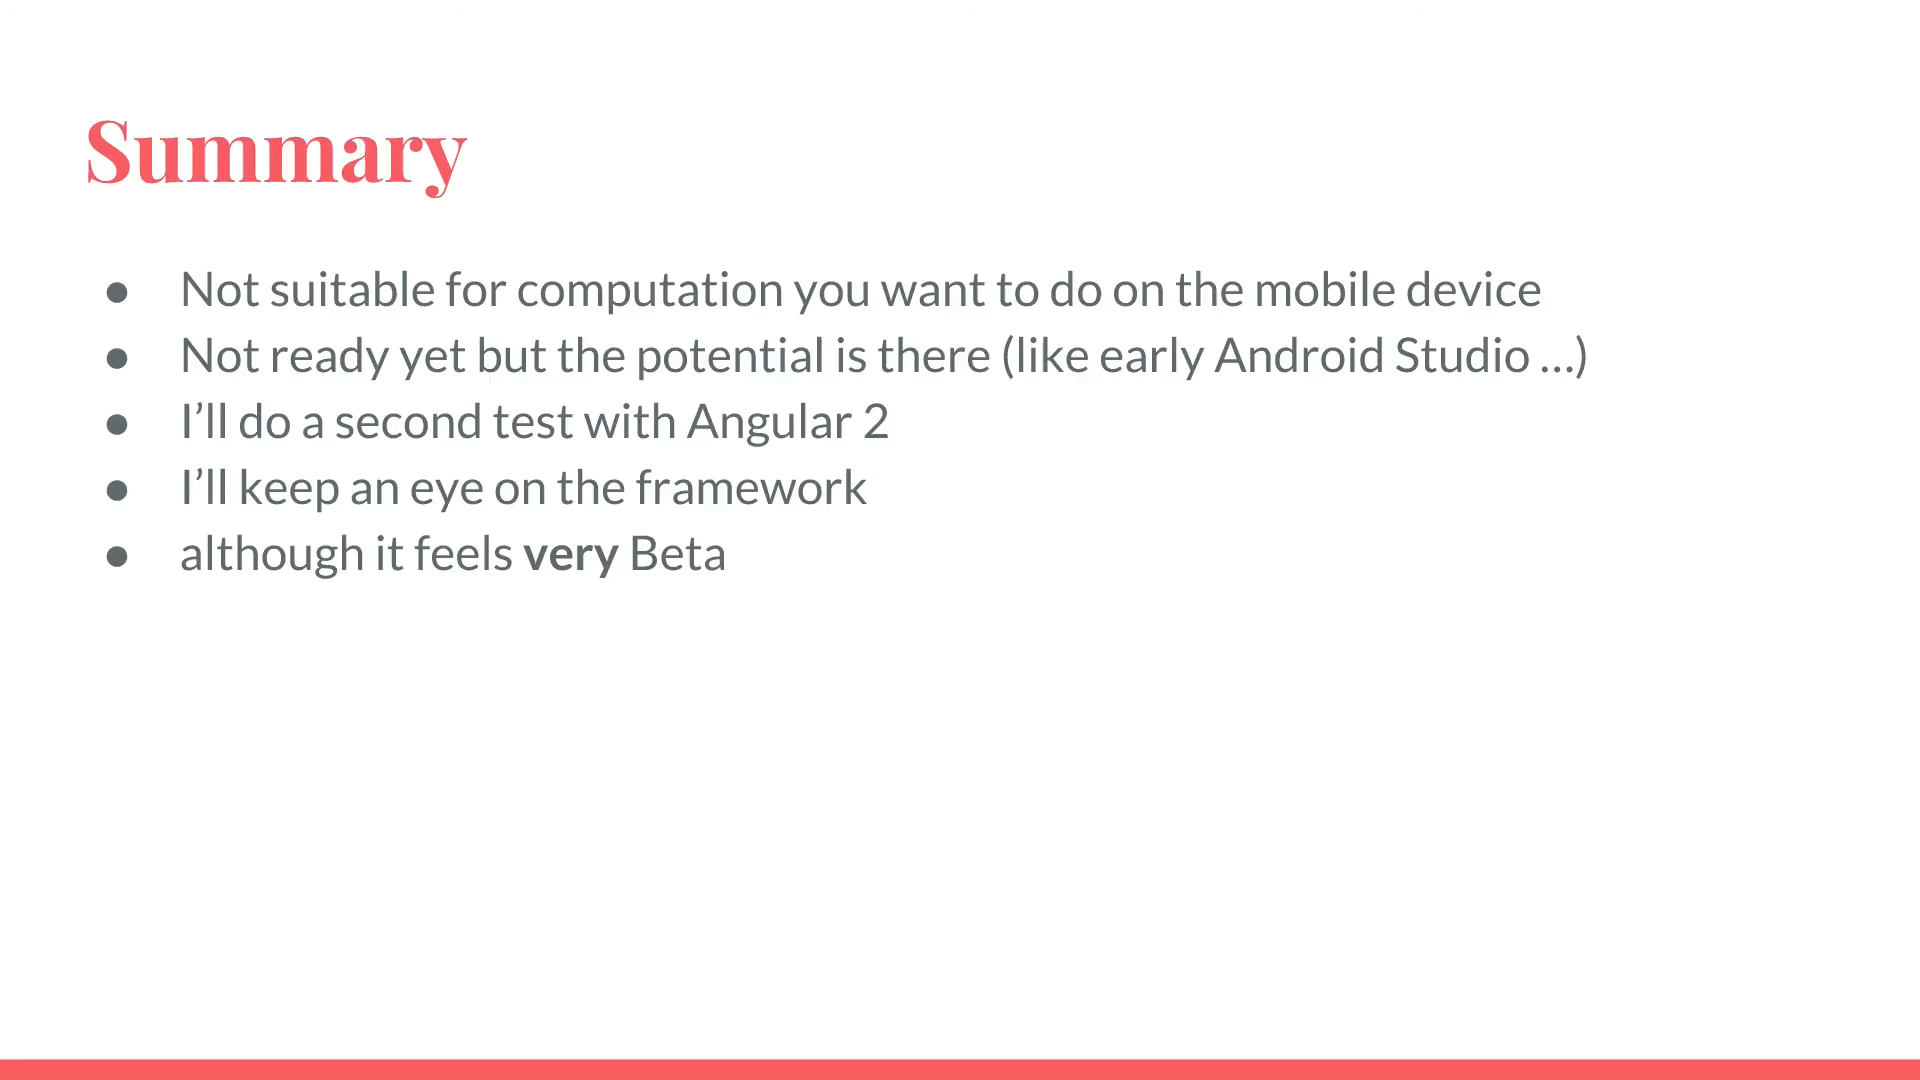 Summary
● Not suitable for computation you want to do on the mobile device
● Not ready yet but the potential is there (like early Android Studio …)
● I’ll do a second test with Angular 2
● I’ll keep an eye on the framework
● although it feels very Beta